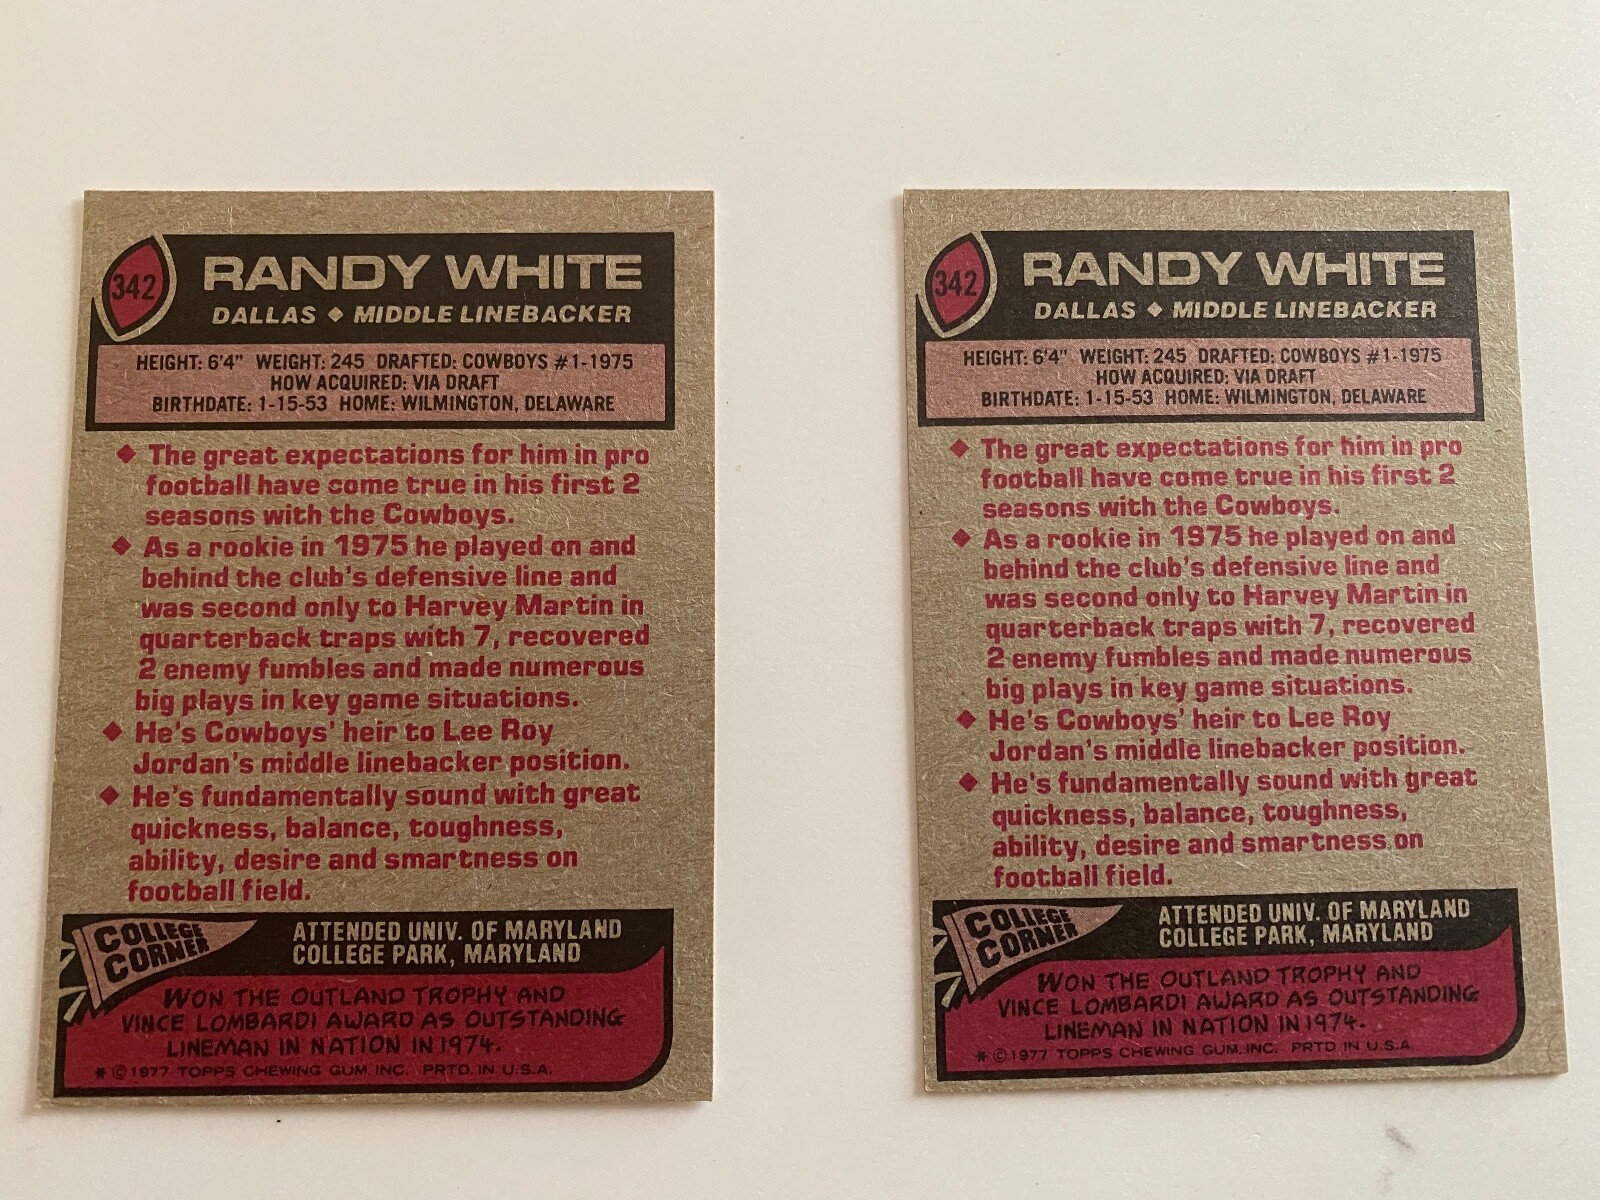 342
RANDY WHITE
DALLAS ◆ MIDDLE LINEBACKER
HEIGHT: 6'4" WEIGHT: 245 DRAFTED: COWBOYS #1-1975
HOW ACQUIRED: VIA DRAFT
BIRTHDATE: 1-15-53 HOME: WILMINGTON, DELAWARE
◆ The great expectations for him in pro
football have come true in his first 2
seasons with the Cowboys.
◆ As a rookie in 1975 he played on and
behind the club's defensive line and
was second only to Harvey Martin in
quarterback traps with 7, recovered
2 enemy fumbles and made numerous
big plays in key game situations.
◆ He's Cowboys' heir to Lee Roy
Jordan's middle linebacker position.
◆ He's fundamentally sound with great
quickness, balance, toughness,
ability, desire and smartness on
football field.
COLLEGE
CORNER
ATTENDED UNIV. OF MARYLAND
COLLEGE PARK, MARYLAND
WON THE OUTLAND TROPHY AND
VINCE LOMBARDI AWARD AS OUTSTANDING
LINEMAN IN NATION IN 1974.
* © 1977 TOPPS CHEWING GUM, INC. PRTD. IN U.S.A.
342
RANDY WHITE
DALLAS ◆ MIDDLE LINEBACKER
HEIGHT: 6'4" WEIGHT: 245 DRAFTED: COWBOYS #1-1975
HOW ACQUIRED: VIA DRAFT
BIRTHDATE: 1-15-53 HOME: WILMINGTON, DELAWARE
◆ The great expectations for him in pro
football have come true in his first 2
seasons with the Cowboys.
◆ As a rookie in 1975 he played on and
behind the club's defensive line and
was second only to Harvey Martin in
quarterback traps with 7, recovered
2 enemy fumbles and made numerous
big plays in key game situations.
◆ He's Cowboys' heir to Lee Roy
Jordan's middle linebacker position.
◆ He's fundamentally sound with great
quickness, balance, toughness,
ability, desire and smartness on
football field.
COLLEGE
CORNER
ATTENDED UNIV. OF MARYLAND
COLLEGE PARK, MARYLAND
WON THE OUTLAND TROPHY AND
VINCE LOMBARDI AWARD AS OUTSTANDING
LINEMAN IN NATION IN 1974.
* © 1977 TOPPS CHEWING GUM, INC. PRTD. IN U.S.A.